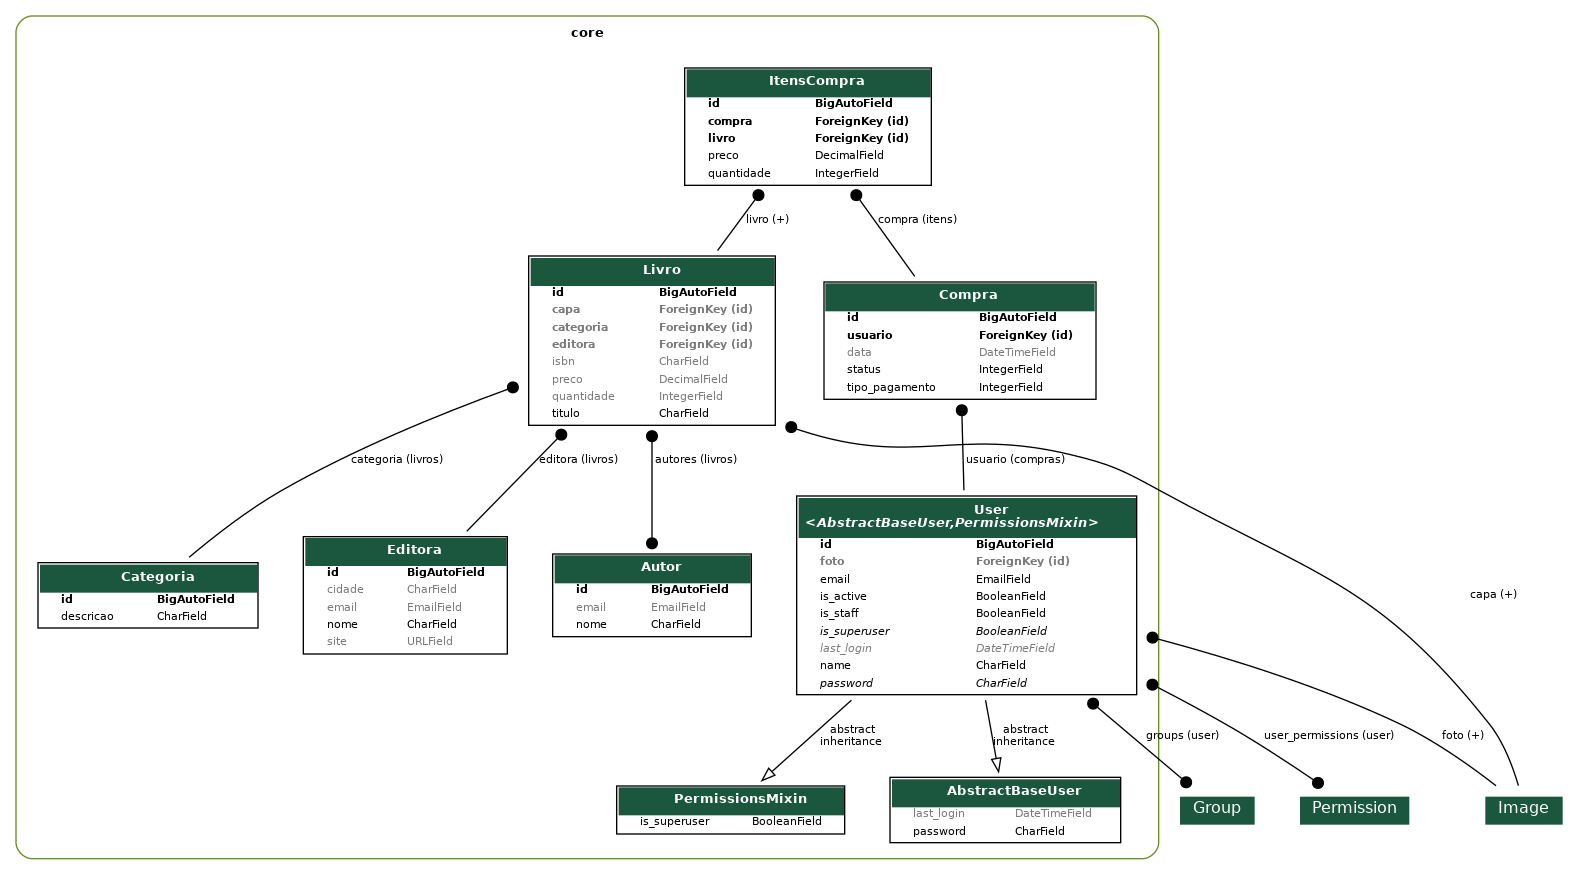 core
ItensCompra
id BigAutoField
compra ForeignKey (id)
livro ForeignKey (id)
preco DecimalField
quantidade IntegerField
livro (+)
compra (itens)
Livro
id BigAutoField
capa ForeignKey (id)
categoria ForeignKey (id)
editora ForeignKey (id)
isbn CharField
preco DecimalField
quantidade IntegerField
titulo CharField
Compra
id BigAutoField
usuario ForeignKey (id)
data DateTimeField
status IntegerField
tipo_pagamento IntegerField
categoria (livros)
editora (livros)
autores (livros)
usuario (compras)
Categoria
id BigAutoField
descricao CharField
Editora
id BigAutoField
cidade CharField
email EmailField
nome CharField
site URLField
Autor
id BigAutoField
email EmailField
nome CharField
User
<AbstractBaseUser,PermissionsMixin>
id BigAutoField
foto ForeignKey (id)
email EmailField
is_active BooleanField
is_staff BooleanField
is_superuser BooleanField
last_login DateTimeField
name CharField
password CharField
capa (+)
abstract
inheritance
abstract
inheritance
groups (user)
user_permissions (user)
foto (+)
PermissionsMixin
is_superuser BooleanField
AbstractBaseUser
last_login DateTimeField
password CharField
Group
Permission
Image